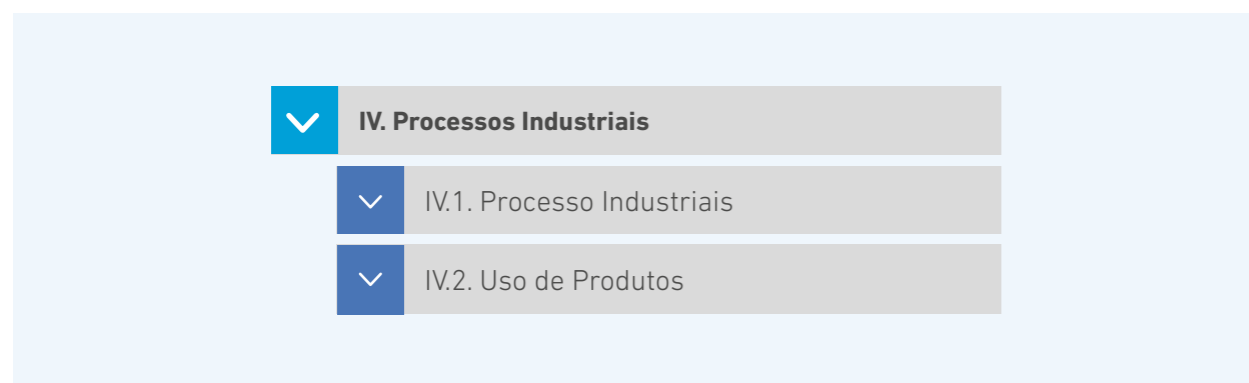 IV. Processos Industriais
IV.1. Processo Industriais
IV.2. Uso de Produtos